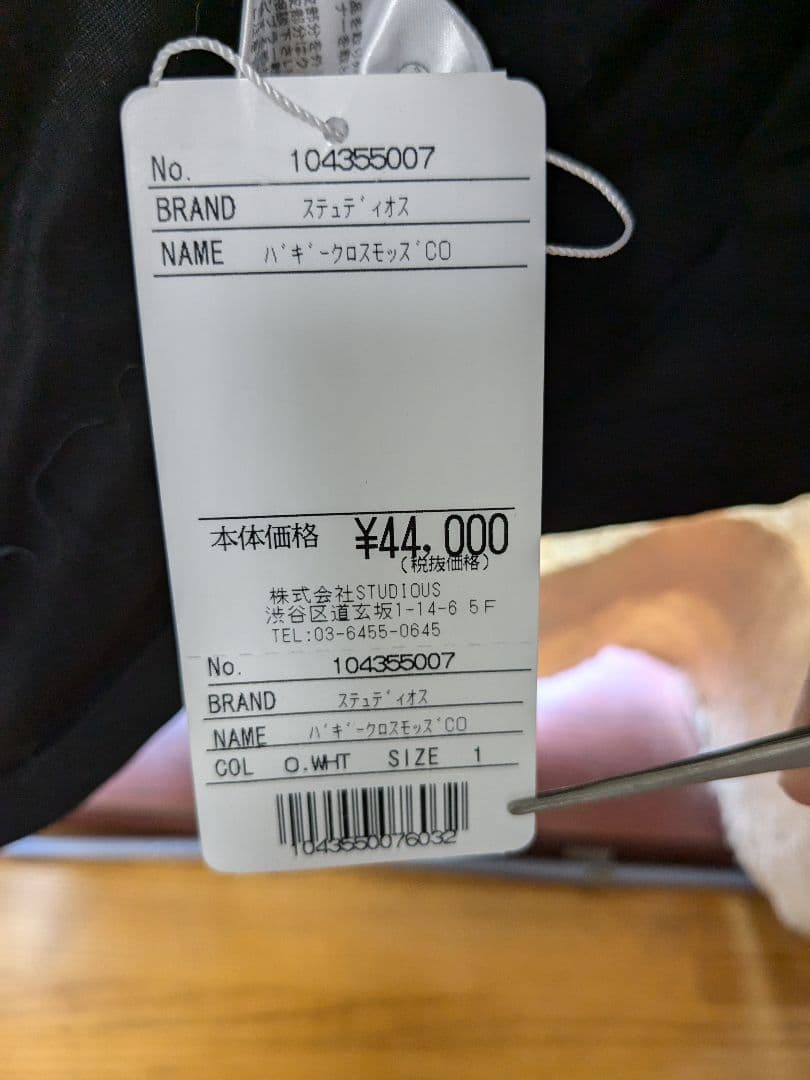 No. 104355007
BRAND ｽﾃｭﾃﾞｨｵｽ
NAME ﾊﾞｷﾞｰｸﾛｽﾓｯｽﾞCO
本体価格 ¥44,000
(税抜価格)
株式会社STUDIOUS
渋谷区道玄坂1-14-6 5F
TEL:03-6455-0645
No. 104355007
BRAND ｽﾃｭﾃﾞｨｵｽ
NAME ﾊﾞｷﾞｰｸﾛｽﾓｯｽﾞCO
COL O.WHT SIZE 1
1043550076032